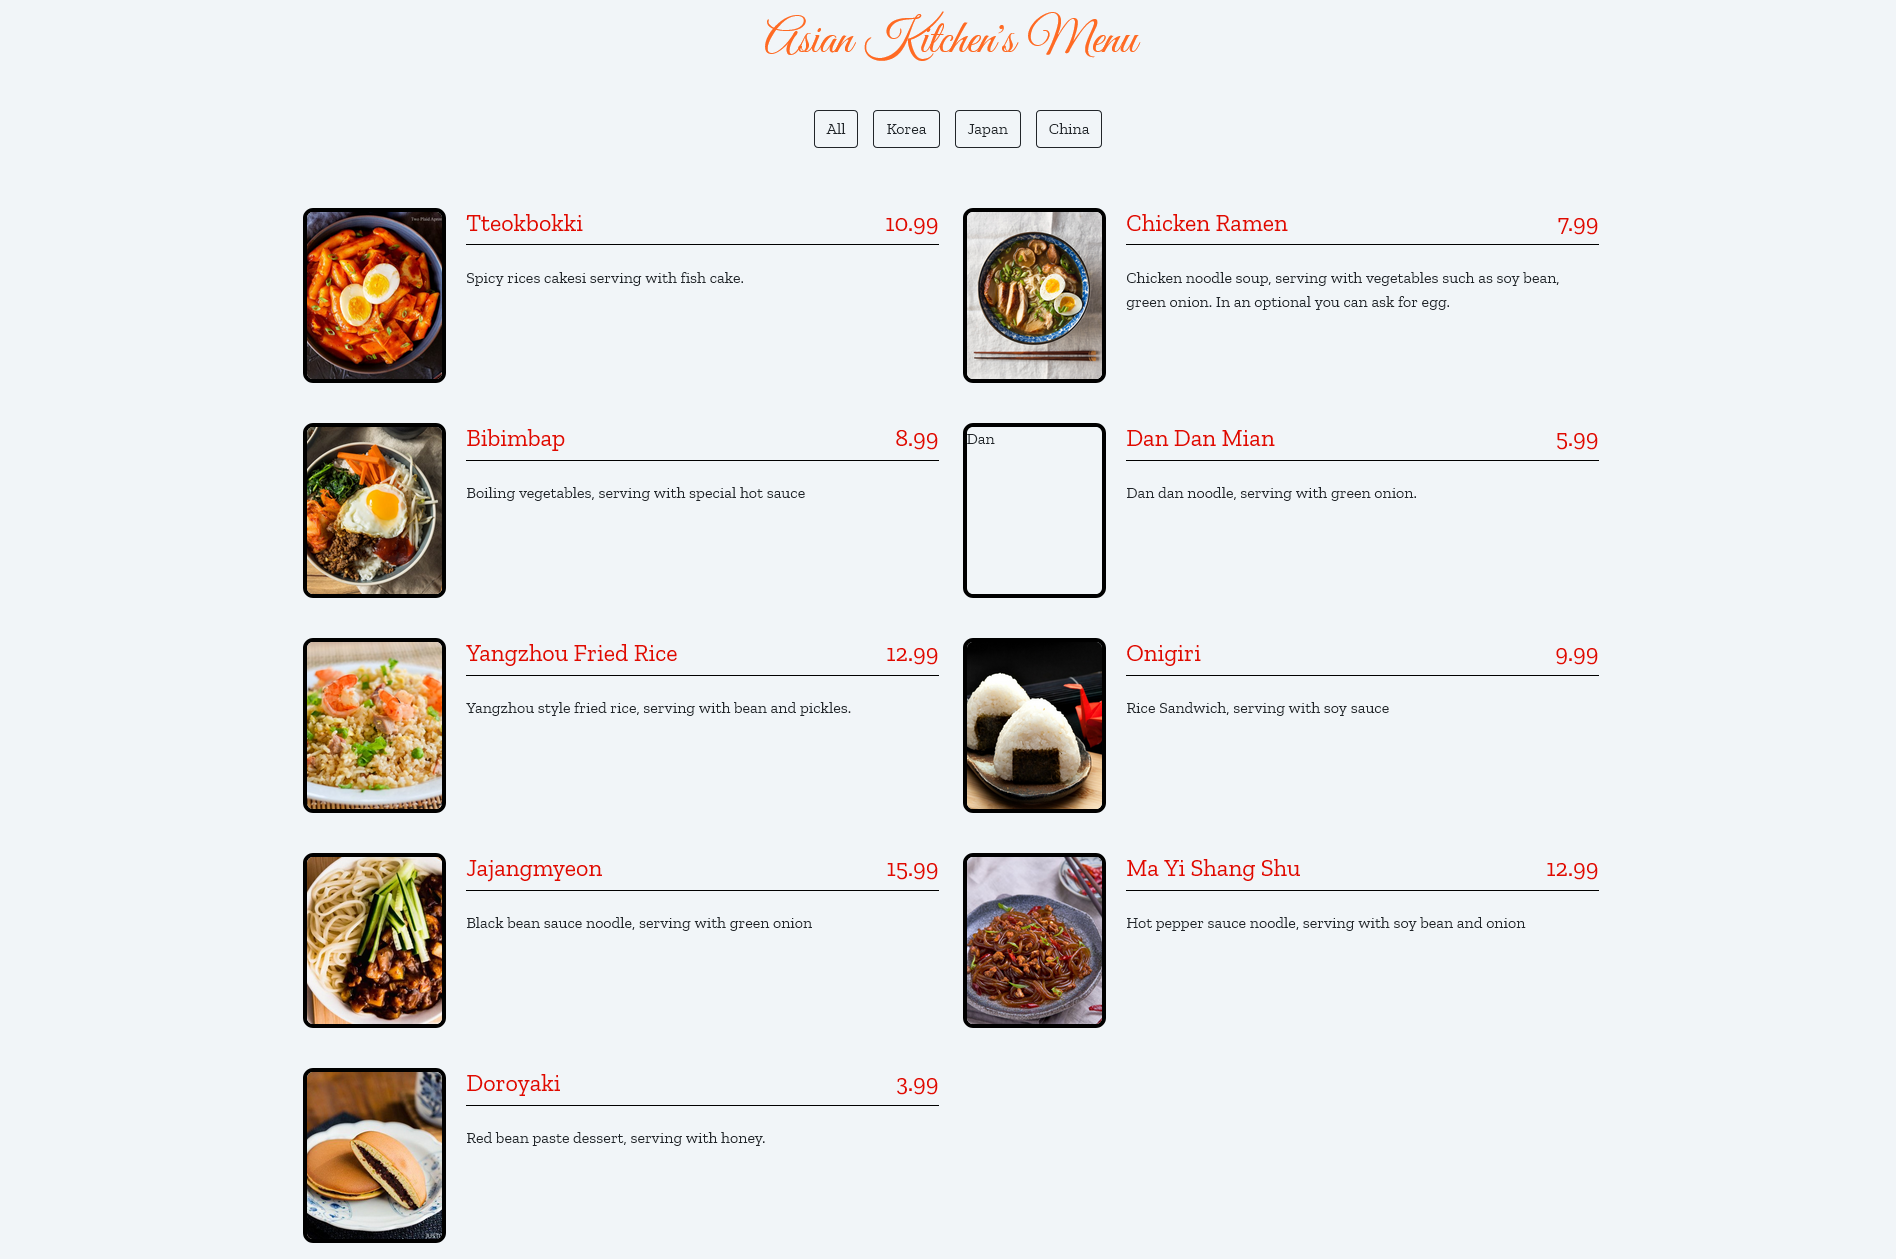 Asian Kitchen's Menu
All
Korea
Japan
China
Tteokbokki 10.99
Spicy rices cakesi serving with fish cake.
Chicken Ramen 7.99
Chicken noodle soup, serving with vegetables such as soy bean,
green onion. In an optional you can ask for egg.
Bibimbap 8.99
Boiling vegetables, serving with special hot sauce
Dan
Dan Dan Mian 5.99
Dan dan noodle, serving with green onion.
Yangzhou Fried Rice 12.99
Yangzhou style fried rice, serving with bean and pickles.
Onigiri 9.99
Rice Sandwich, serving with soy sauce
Jajangmyeon 15.99
Black bean sauce noodle, serving with green onion
Ma Yi Shang Shu 12.99
Hot pepper sauce noodle, serving with soy bean and onion
Doroyaki 3.99
Red bean paste dessert, serving with honey.